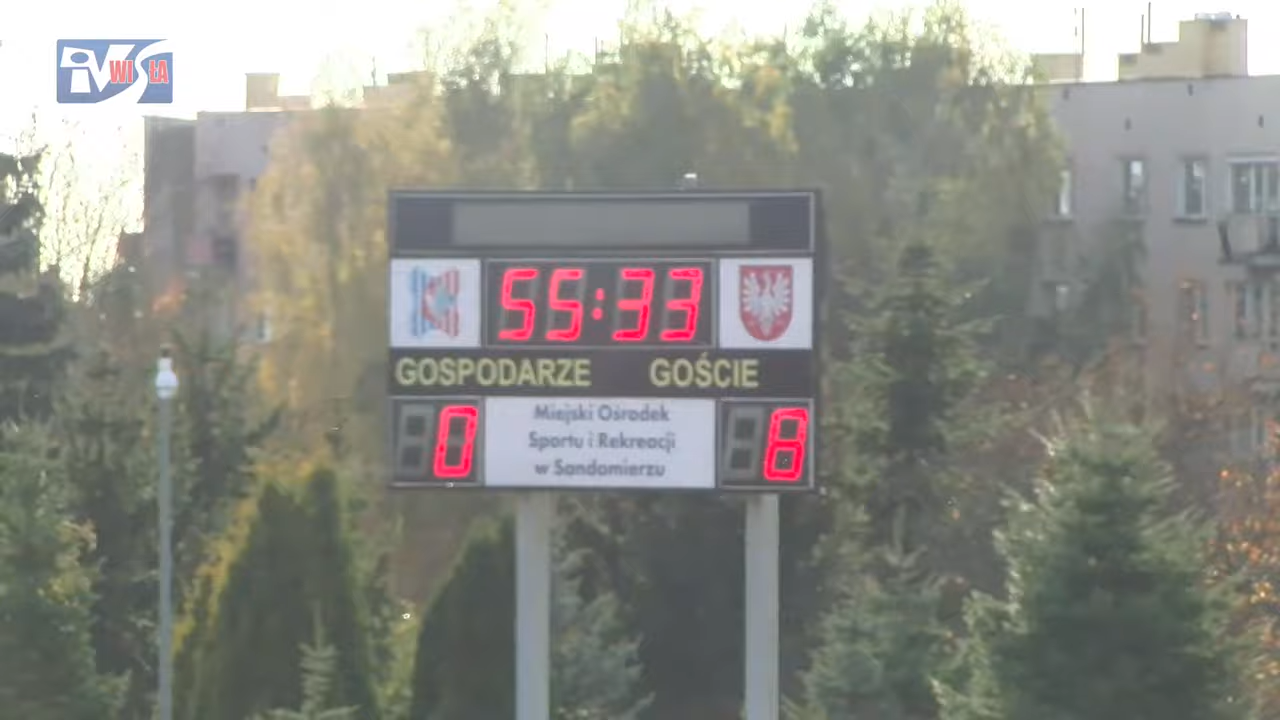 iVWISŁA
55:33
GOSPODARZE GOŚCIE
0 8
Miejski Ośrodek
Sportu i Rekreacji
w Sandomierzu